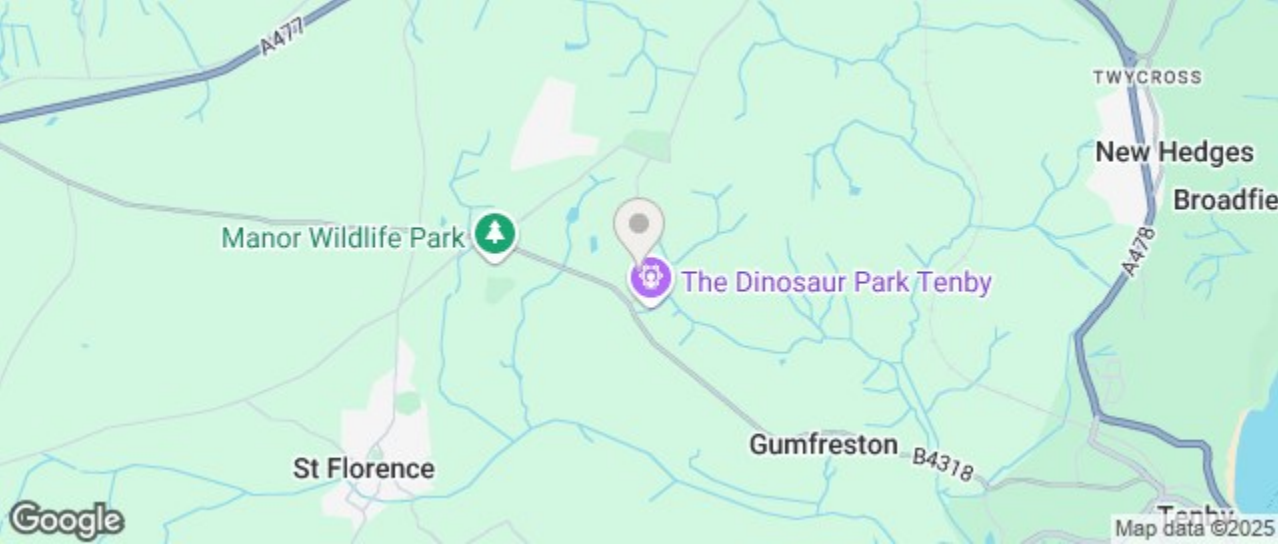 A477
TWYCROSS
New Hedges
Broadfie
Manor Wildlife Park
A478
The Dinosaur Park Tenby
Gumfreston
B4318
St Florence
Tenby
Google
Map data ©2025